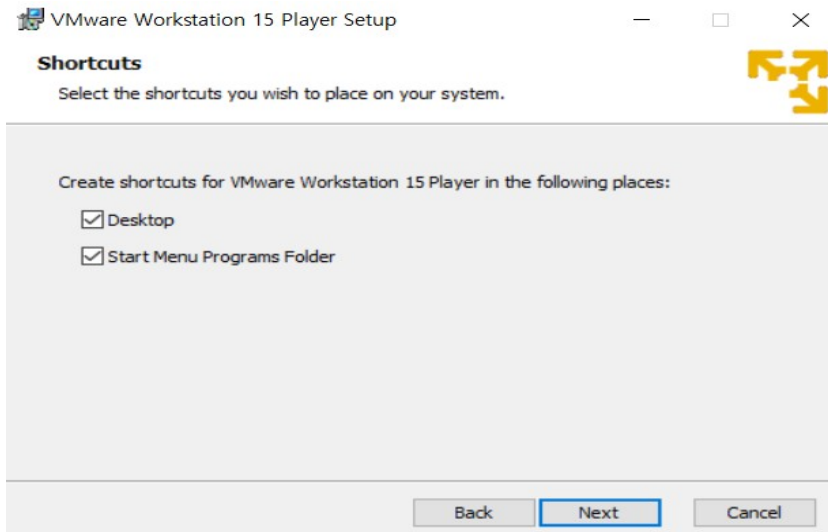 VMware Workstation 15 Player Setup
Shortcuts
Select the shortcuts you wish to place on your system.
Create shortcuts for VMware Workstation 15 Player in the following places:
Desktop
Start Menu Programs Folder
Back Next Cancel